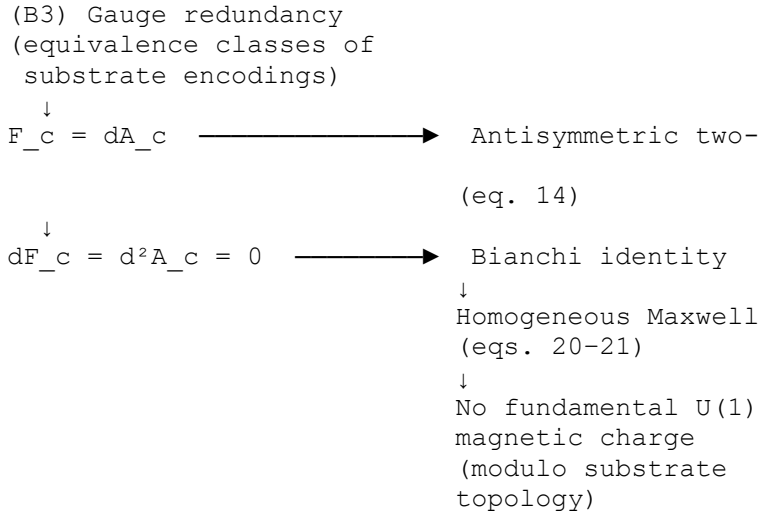 (B3) Gauge redundancy
(equivalence classes of
substrate encodings)
↓
F_c = dA_c ──────────────► Antisymmetric two-
(eq. 14)
↓
dF_c = d²A_c = 0 ────────► Bianchi identity
↓
Homogeneous Maxwell
(eqs. 20–21)
↓
No fundamental U(1)
magnetic charge
(modulo substrate
topology)